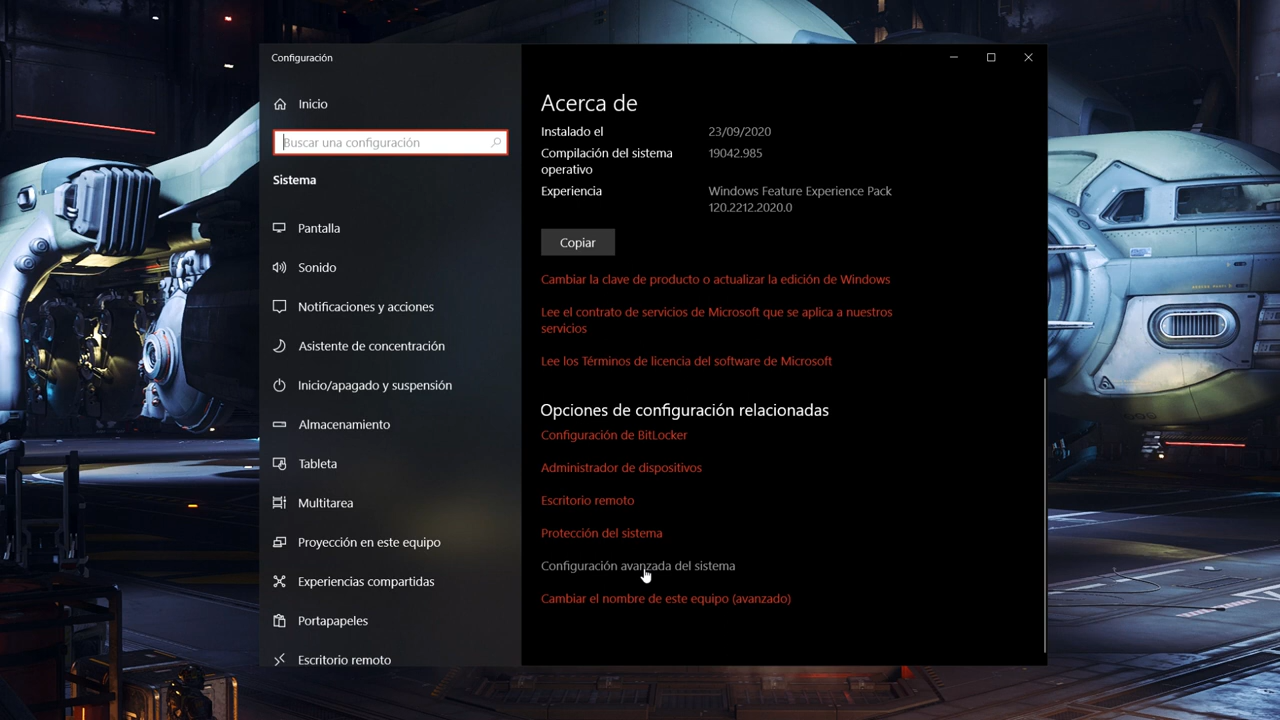 Configuración
Inicio
Buscar una configuración
Sistema
Pantalla
Sonido
Notificaciones y acciones
Asistente de concentración
Inicio/apagado y suspensión
Almacenamiento
Tableta
Multitarea
Proyección en este equipo
Experiencias compartidas
Portapapeles
Escritorio remoto
Acerca de
Instalado el 23/09/2020
Compilación del sistema 19042.985
operativo
Experiencia Windows Feature Experience Pack
120.2212.2020.0
Copiar
Cambiar la clave de producto o actualizar la edición de Windows
Lee el contrato de servicios de Microsoft que se aplica a nuestros
servicios
Lee los Términos de licencia del software de Microsoft
Opciones de configuración relacionadas
Configuración de BitLocker
Administrador de dispositivos
Escritorio remoto
Protección del sistema
Configuración avanzada del sistema
Cambiar el nombre de este equipo (avanzado)